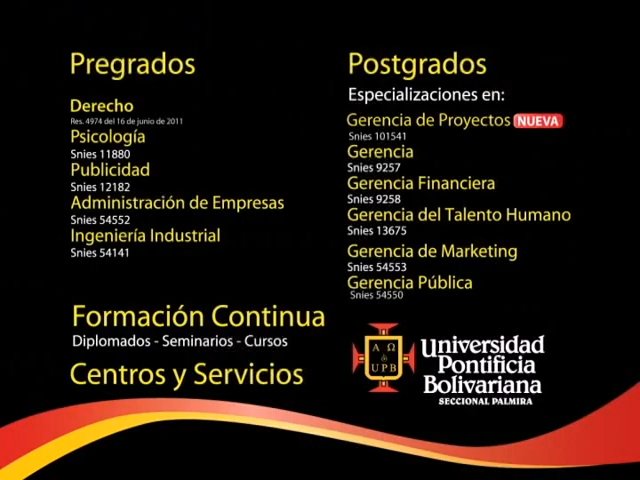 Pregrados
Derecho
Res. 4974 del 16 de junio de 2011
Psicología
Snies 11880
Publicidad
Snies 12182
Administración de Empresas
Snies 54552
Ingeniería Industrial
Snies 54141
Postgrados
Especializaciones en:
Gerencia de Proyectos NUEVA
Snies 101541
Gerencia
Snies 9257
Gerencia Financiera
Snies 9258
Gerencia del Talento Humano
Snies 13675
Gerencia de Marketing
Snies 54553
Gerencia Pública
Snies 54550
Formación Continua
Diplomados - Seminarios - Cursos
Centros y Servicios
A Ω
&
UPB
Universidad
Pontificia
Bolivariana
SECCIONAL PALMIRA